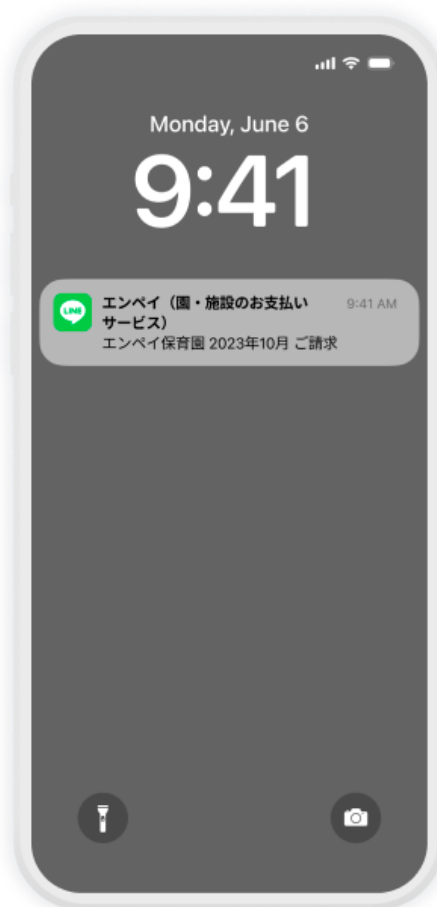 Monday, June 6
9:41
LINE
エンペイ（園・施設のお支払い
サービス）
9:41 AM
エンペイ保育園 2023年10月 ご請求